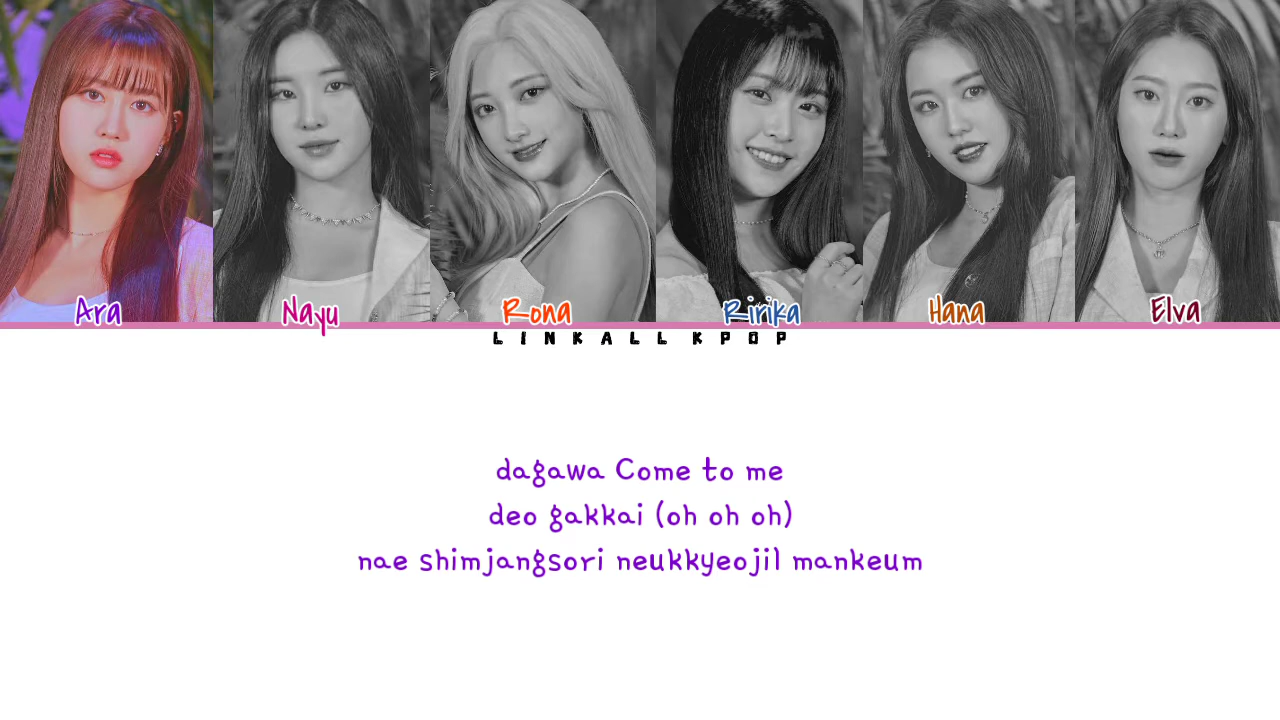 Ara Nayu Rona Ririka Hana Elva
LINKALL KPOP
dagawa Come to me
deo gakkai (oh oh oh)
nae shimjangsori neukkyeojil mankeum